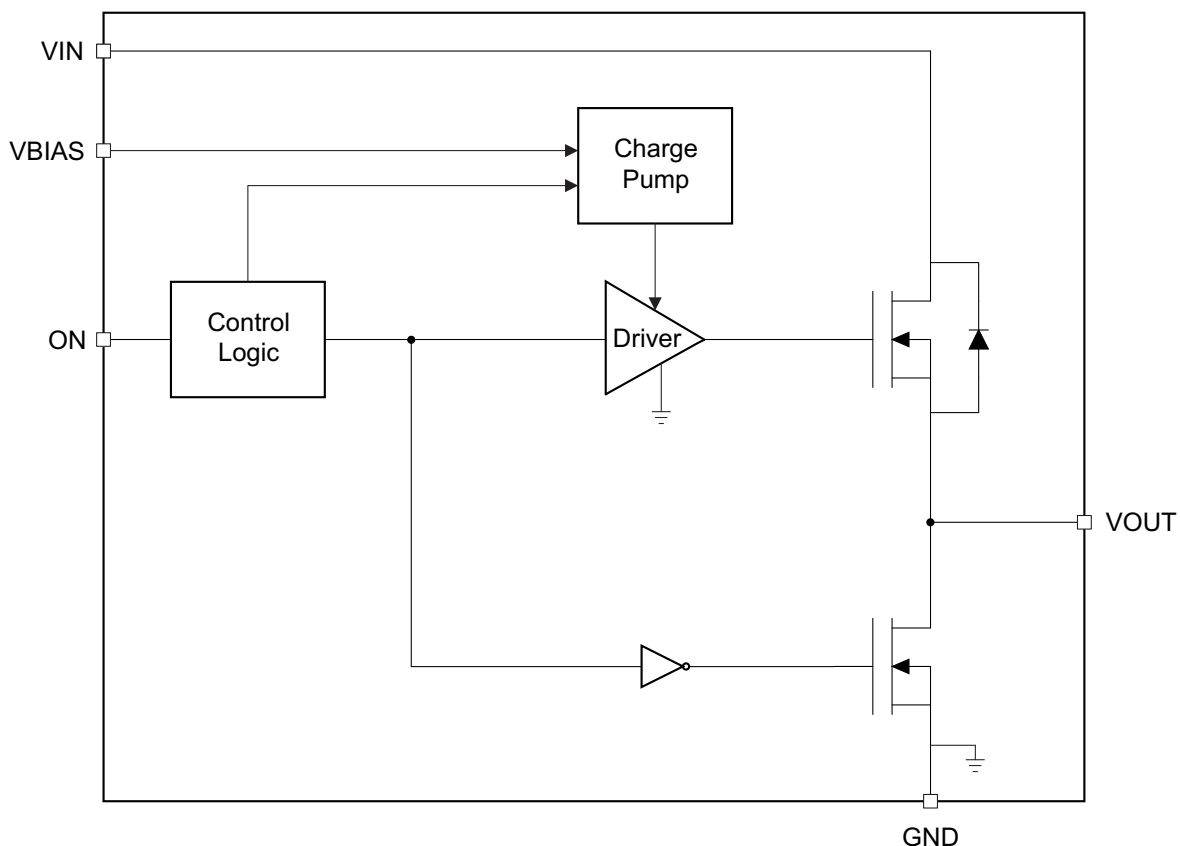 VIN
VBIAS
Charge
Pump
Control
Logic
ON
Driver
VOUT
GND